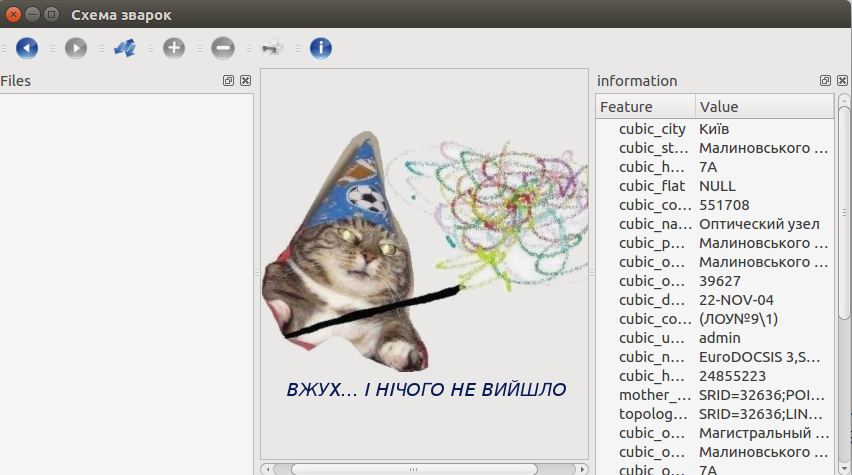 Схема зварок
Files
information
Feature Value
cubic_city Київ
cubic_st... Малиновського ...
cubic_h... 7А
cubic_flat NULL
cubic_co... 551708
cubic_na... Оптический узел
cubic_p... Малиновського ...
cubic_o... Малиновського ...
cubic_o... 39627
cubic_d... 22-NOV-04
cubic_co... (ЛОУ№9\1)
cubic_u... admin
cubic_n... EuroDOCSIS 3,S...
cubic_h... 24855223
mother_... SRID=32636;POI...
topolog... SRID=32636;LIN...
cubic_o... Магистральный ...
cubic_o... Малиновського ...
cubic_o... 7А
ВЖУХ... І НІЧОГО НЕ ВИЙШЛО